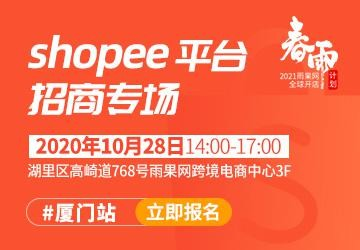 shopee 平台
招商专场
春雨
计划
2021雨果网
全球开店
2020年10月28日 14:00-17:00
湖里区高崎道768号雨果网跨境电商中心3F
#厦门站
立即报名